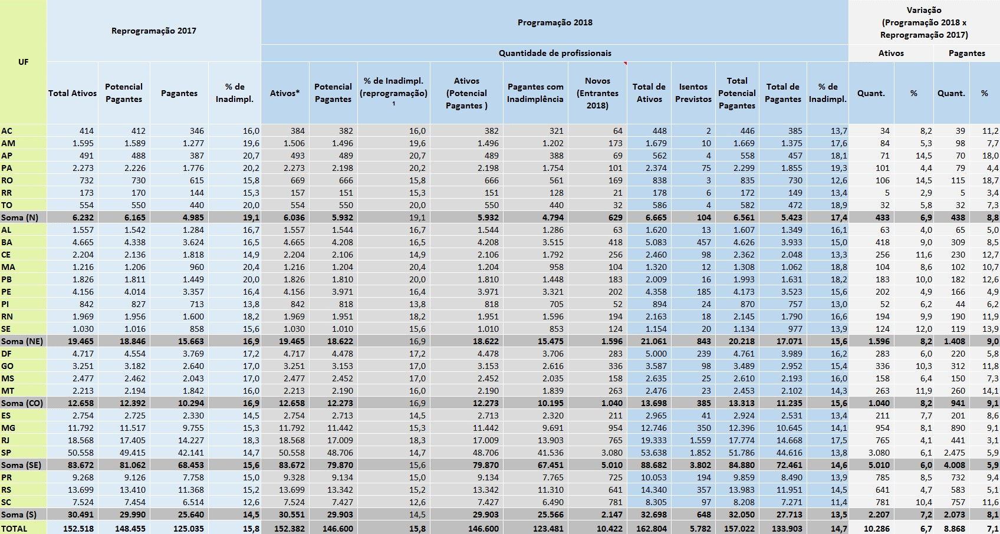 UF Reprogramação 2017 Programação 2018 Variação
(Programação 2018 x
Reprogramação 2017)
Quantidade de profissionais Ativos Pagantes
Total Ativos Potencial Pagantes Pagantes % de Inadimpl. Ativos* Potencial Pagantes % de Inadimpl. (reprogramação) 1 Ativos (Potencial Pagantes ) Pagantes com Inadimplência Novos (Entrantes 2018) Total de Ativos Isentos Previstos Total Potencial Pagantes Total de Pagantes % de Inadimpl. Quant. % Quant. %
AC 414 412 346 16,0 384 382 16,0 382 321 64 448 2 446 385 13,7 34 8,2 39 11,2
AM 1.595 1.589 1.277 19,6 1.506 1.496 19,6 1.496 1.202 173 1.679 10 1.669 1.375 17,6 84 5,3 98 7,7
AP 491 488 387 20,7 493 489 20,7 489 388 69 562 4 558 457 18,1 71 14,5 70 18,0
PA 2.273 2.226 1.776 20,2 2.273 2.198 20,2 2.198 1.754 101 2.374 75 2.299 1.855 19,3 101 4,4 79 4,4
RO 732 730 615 15,8 669 666 15,8 666 561 169 838 3 835 730 12,6 106 14,5 115 18,7
RR 173 170 144 15,3 157 151 15,3 151 128 21 178 6 172 149 13,4 5 2,9 5 3,4
TO 554 550 440 20,0 554 550 20,0 550 440 32 586 4 582 472 18,9 32 5,8 32 7,3
Soma (N) 6.232 6.165 4.985 19,1 6.036 5.932 19,1 5.932 4.794 629 6.665 104 6.561 5.423 17,4 433 6,9 438 8,8
AL 1.557 1.542 1.284 16,7 1.557 1.544 16,7 1.544 1.286 63 1.620 13 1.607 1.349 16,1 63 4,0 65 5,0
BA 4.665 4.338 3.624 16,5 4.665 4.208 16,5 4.208 3.515 418 5.083 457 4.626 3.933 15,0 418 9,0 309 8,5
CE 2.204 2.136 1.818 14,9 2.204 2.106 14,9 2.106 1.792 256 2.460 98 2.362 2.048 13,3 256 11,6 230 12,7
MA 1.216 1.206 960 20,4 1.216 1.204 20,4 1.204 958 104 1.320 12 1.308 1.062 18,8 104 8,6 102 10,7
PB 1.826 1.811 1.449 20,0 1.826 1.810 20,0 1.810 1.448 183 2.009 16 1.993 1.631 18,2 183 10,0 182 12,6
PE 4.156 4.014 3.357 16,4 4.156 3.971 16,4 3.971 3.321 202 4.358 185 4.173 3.523 15,6 202 4,9 166 4,9
PI 842 827 713 13,8 842 818 13,8 818 705 52 894 24 870 757 13,0 52 6,2 44 6,2
RN 1.969 1.956 1.600 18,2 1.969 1.951 18,2 1.951 1.596 194 2.163 18 2.145 1.790 16,6 194 9,9 190 11,9
SE 1.030 1.016 858 15,6 1.030 1.010 15,6 1.010 853 124 1.154 20 1.134 977 13,9 124 12,0 119 13,9
Soma (NE) 19.465 18.846 15.663 16,9 19.465 18.622 16,9 18.622 15.475 1.596 21.061 843 20.218 17.071 15,6 1.596 8,2 1.408 9,0
DF 4.717 4.554 3.769 17,2 4.717 4.478 17,2 4.478 3.706 283 5.000 239 4.761 3.989 16,2 283 6,0 220 5,8
GO 3.251 3.182 2.640 17,0 3.251 3.153 17,0 3.153 2.616 336 3.587 98 3.489 2.952 15,4 336 10,3 312 11,8
MS 2.477 2.462 2.043 17,0 2.477 2.452 17,0 2.452 2.035 158 2.635 25 2.610 2.193 16,0 158 6,4 150 7,3
MT 2.213 2.194 1.842 16,0 2.213 2.190 16,0 2.190 1.839 263 2.476 23 2.453 2.102 14,3 263 11,9 260 14,1
Soma (CO) 12.658 12.392 10.294 16,9 12.658 12.273 16,9 12.273 10.195 1.040 13.698 385 13.313 11.235 15,6 1.040 8,2 941 9,1
ES 2.754 2.725 2.330 14,5 2.754 2.713 14,5 2.713 2.320 211 2.965 41 2.924 2.531 13,4 211 7,7 201 8,6
MG 11.792 11.517 9.755 15,3 11.792 11.442 15,3 11.442 9.691 954 12.746 350 12.396 10.645 14,1 954 8,1 890 9,1
RJ 18.568 17.405 14.227 18,3 18.568 17.009 18,3 17.009 13.903 765 19.333 1.559 17.774 14.668 17,5 765 4,1 441 3,1
SP 50.558 49.415 42.141 14,7 50.558 48.706 14,7 48.706 41.536 3.080 53.638 1.852 51.786 44.616 13,8 3.080 6,1 2.475 5,9
Soma (SE) 83.672 81.062 68.453 15,6 83.672 79.870 15,6 79.870 67.451 5.010 88.682 3.802 84.880 72.461 14,6 5.010 6,0 4.008 5,9
PR 9.268 9.126 7.758 15,0 9.328 9.134 15,0 9.134 7.765 725 10.053 194 9.859 8.490 13,9 785 8,5 732 9,4
RS 13.699 13.410 11.368 15,2 13.699 13.342 15,2 13.342 11.310 641 14.340 357 13.983 11.951 14,5 641 4,7 583 5,1
SC 7.524 7.454 6.514 12,6 7.524 7.427 12,6 7.427 6.490 781 8.305 97 8.208 7.271 11,4 781 10,4 757 11,6
Soma (S) 30.491 29.990 25.640 14,5 30.551 29.903 14,5 29.903 25.566 2.147 32.698 648 32.050 27.713 13,5 2.207 7,2 2.073 8,1
TOTAL 152.518 148.455 125.035 15,8 152.382 146.600 15,8 146.600 123.481 10.422 162.804 5.782 157.022 133.903 14,7 10.286 6,7 8.868 7,1